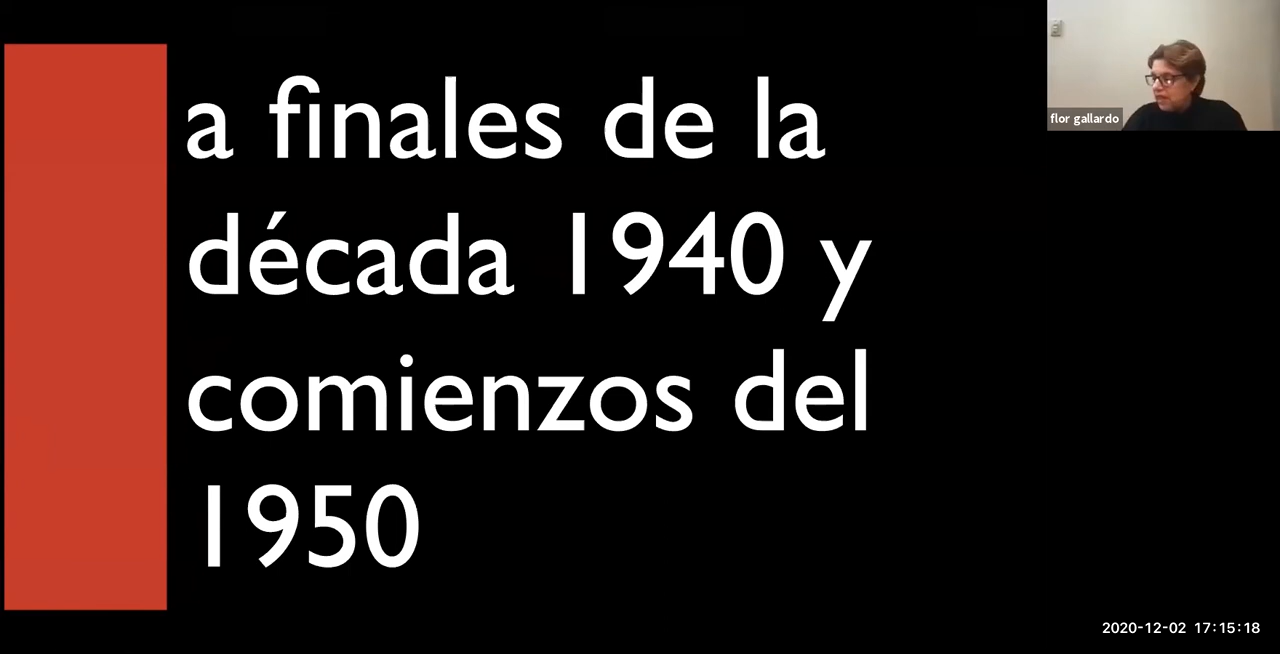 a finales de la
década 1940 y
comienzos del
1950
flor gallardo
2020-12-02 17:15:18